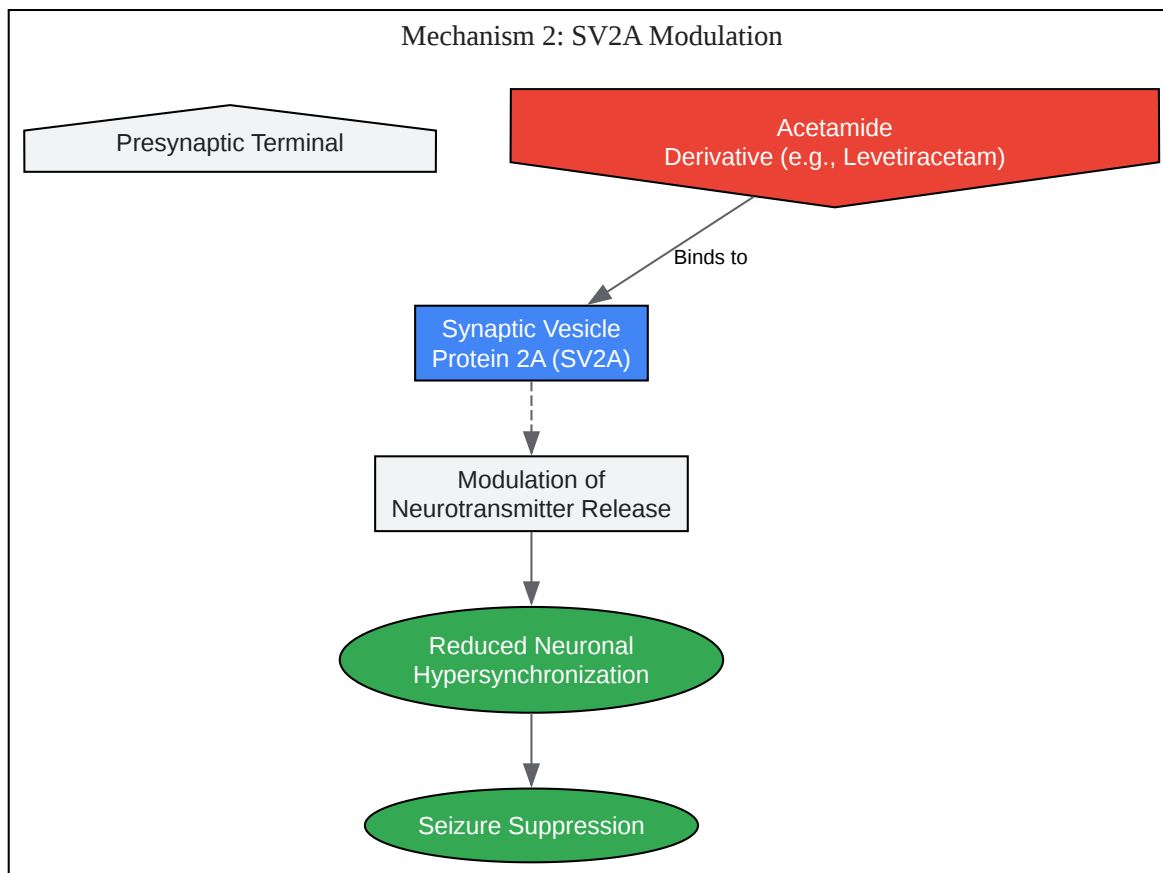 Mechanism 2: SV2A Modulation
Presynaptic Terminal
Acetamide
Derivative (e.g., Levetiracetam)
Binds to
Synaptic Vesicle
Protein 2A (SV2A)
Modulation of
Neurotransmitter Release
Reduced Neuronal
Hypersynchronization
Seizure Suppression